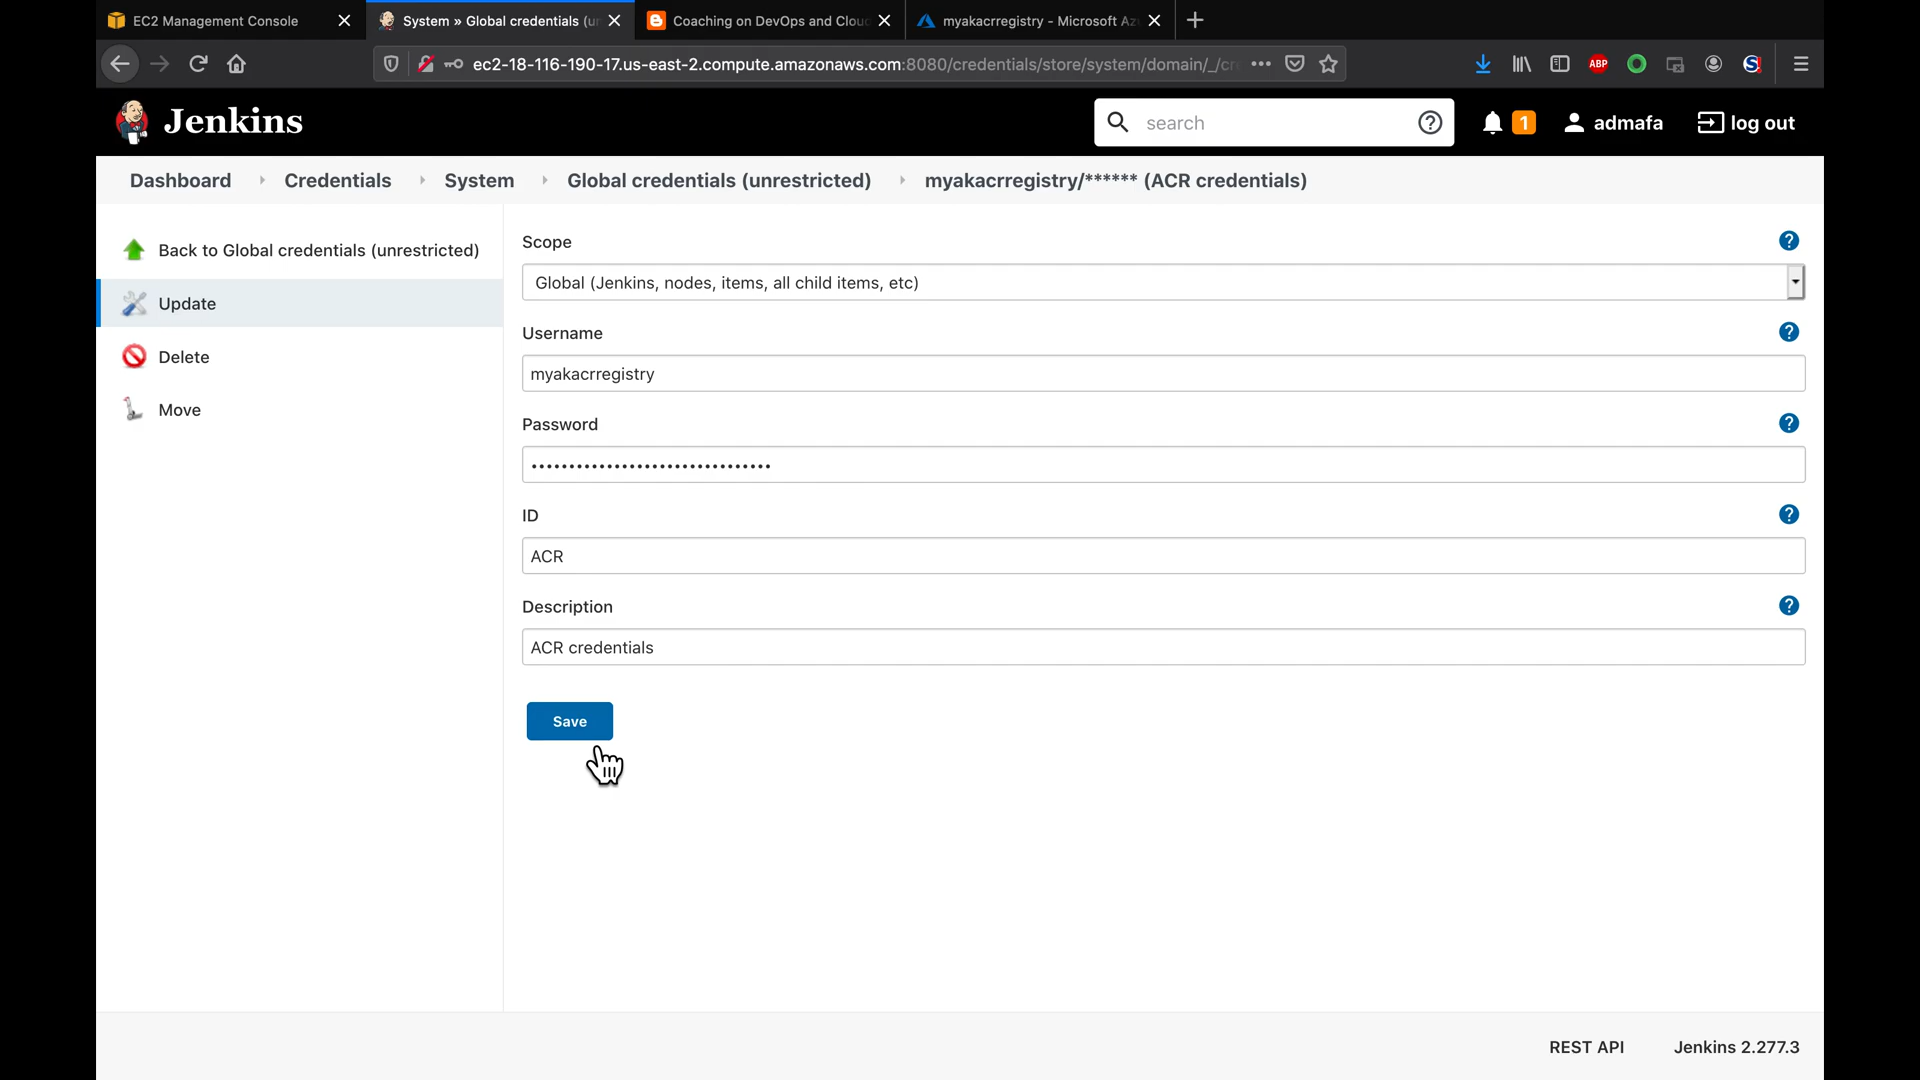 EC2 Management Console
System » Global credentials (un
Coaching on DevOps and Clou
myakacrregistry - Microsoft Az
ec2-18-116-190-17.us-east-2.compute.amazonaws.com:8080/credentials/store/system/domain/_/cr
ABP
Jenkins
search
1
admafa
log out
Dashboard
Credentials
System
Global credentials (unrestricted)
myakacrregistry/****** (ACR credentials)
Back to Global credentials (unrestricted)
Update
Delete
Move
Scope
Global (Jenkins, nodes, items, all child items, etc)
Username
myakacrregistry
Password
••••••••••••••••••••••••••••••••
ID
ACR
Description
ACR credentials
Save
REST API
Jenkins 2.277.3